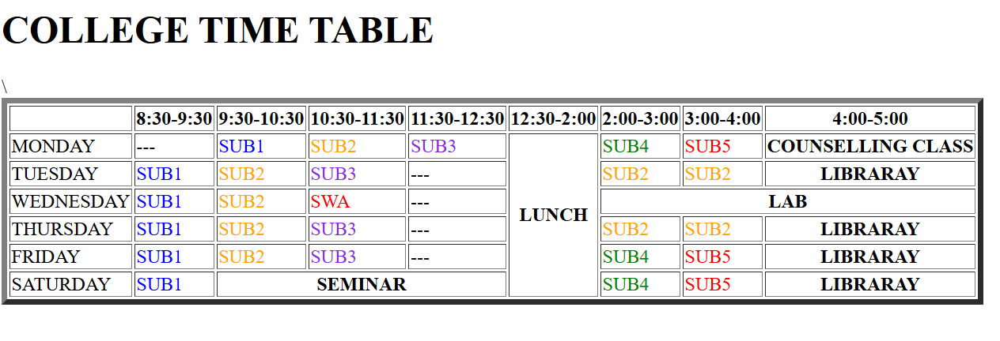 COLLEGE TIME TABLE
\
8:30-9:30 9:30-10:30 10:30-11:30 11:30-12:30 12:30-2:00 2:00-3:00 3:00-4:00 4:00-5:00
MONDAY --- SUB1 SUB2 SUB3 SUB4 SUB5 COUNSELLING CLASS
TUESDAY SUB1 SUB2 SUB3 --- SUB2 SUB2 LIBRARAY
WEDNESDAY SUB1 SUB2 SWA --- LAB
LUNCH
THURSDAY SUB1 SUB2 SUB3 --- SUB2 SUB2 LIBRARAY
FRIDAY SUB1 SUB2 SUB3 --- SUB4 SUB5 LIBRARAY
SATURDAY SUB1 SEMINAR SUB4 SUB5 LIBRARAY